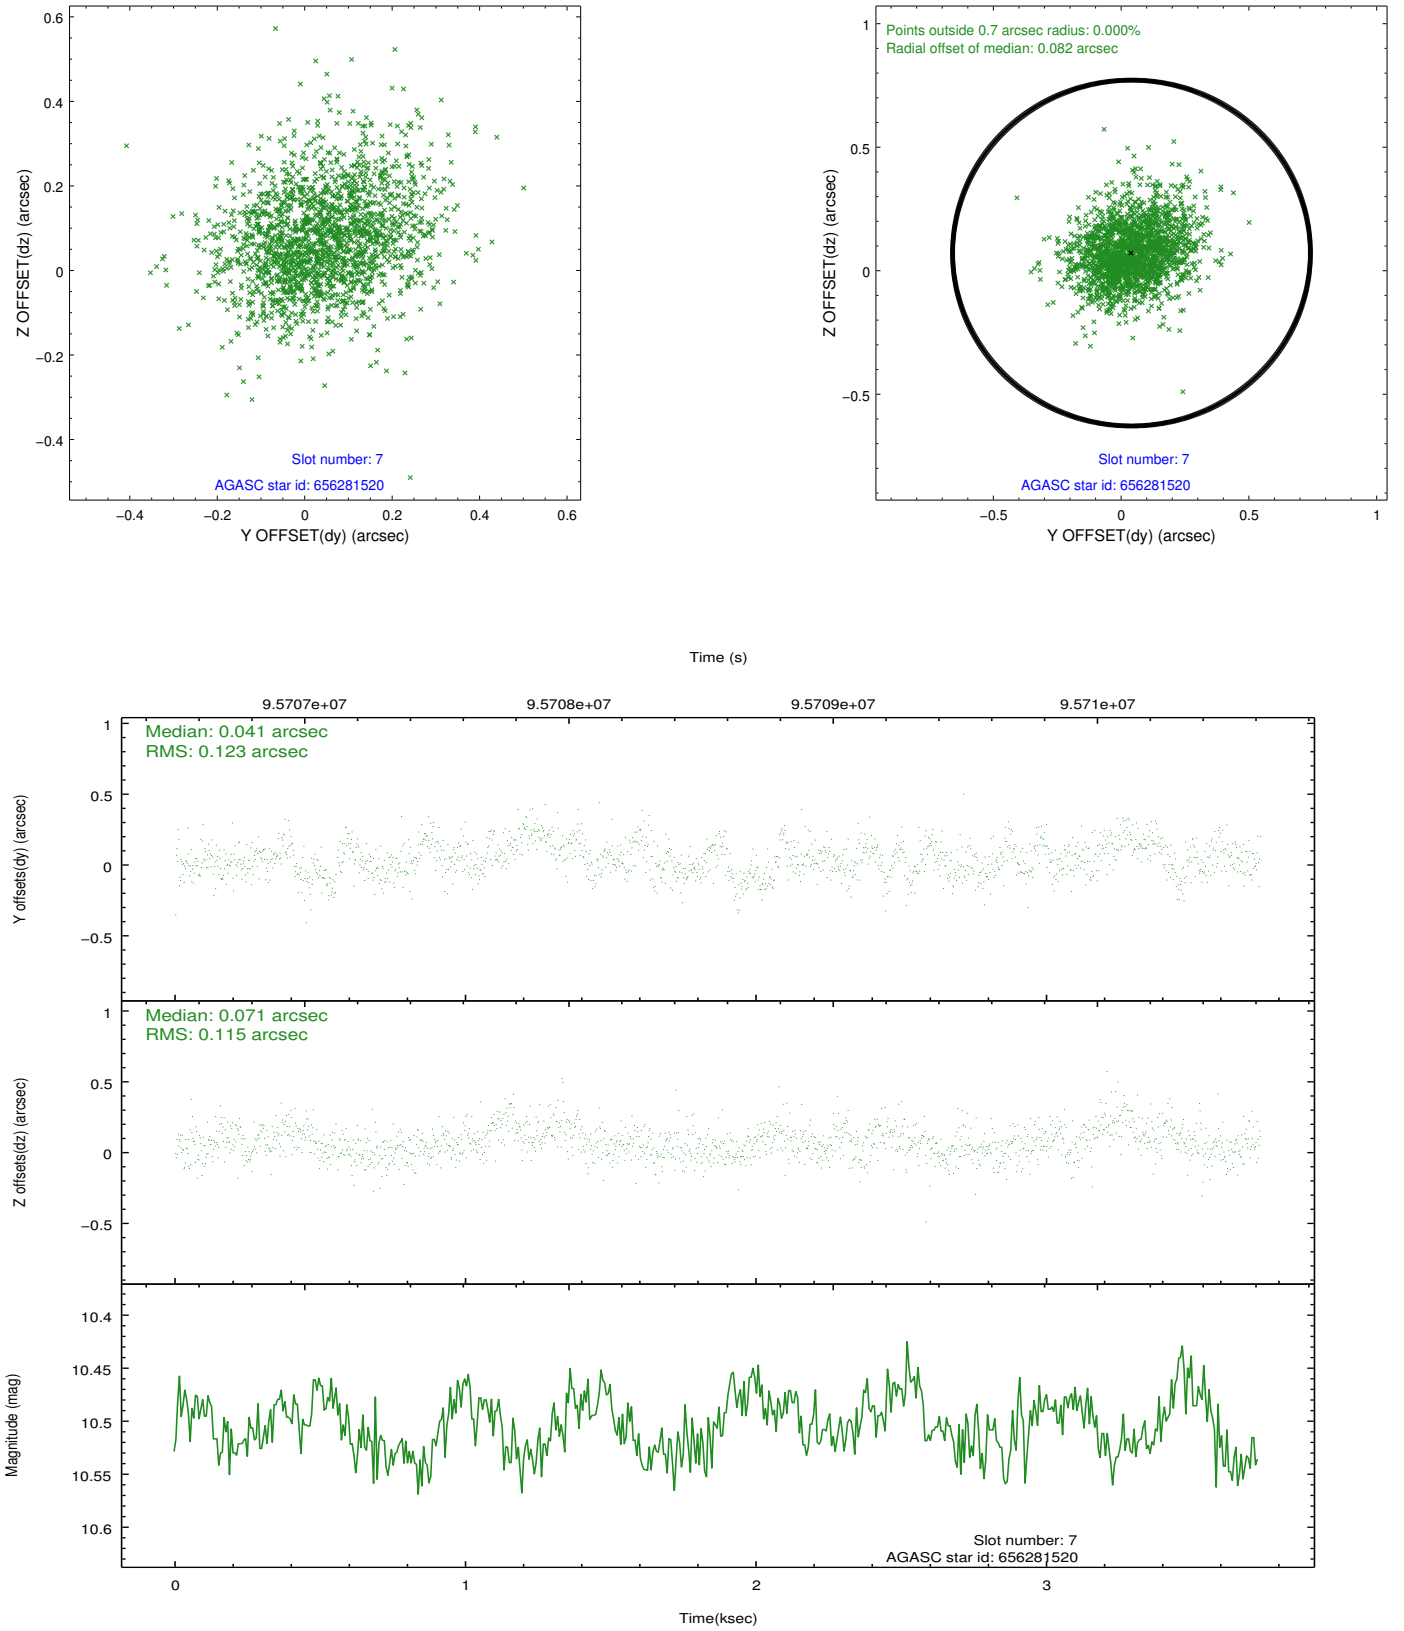 0.6
0.4
0.2
0
−0.2
−0.4
Z OFFSET(dz) (arcsec)
Slot number: 7
AGASC star id: 656281520
−0.4
−0.2
0
0.2
0.4
0.6
Y OFFSET(dy) (arcsec)
Points outside 0.7 arcsec radius: 0.000%
Radial offset of median: 0.082 arcsec
1
0.5
0
−0.5
Z OFFSET(dz) (arcsec)
Slot number: 7
AGASC star id: 656281520
−0.5
0
0.5
1
Y OFFSET(dy) (arcsec)
Time (s)
9.5707e+07
9.5708e+07
9.5709e+07
9.571e+07
Median: 0.041 arcsec
RMS: 0.123 arcsec
1
0.5
0
−0.5
Y offsets(dy) (arcsec)
Median: 0.071 arcsec
RMS: 0.115 arcsec
1
0.5
0
−0.5
Z offsets(dz) (arcsec)
10.4
10.45
10.5
10.55
10.6
Magnitude (mag)
Slot number: 7
AGASC star id: 656281520
0
1
2
3
Time(ksec)